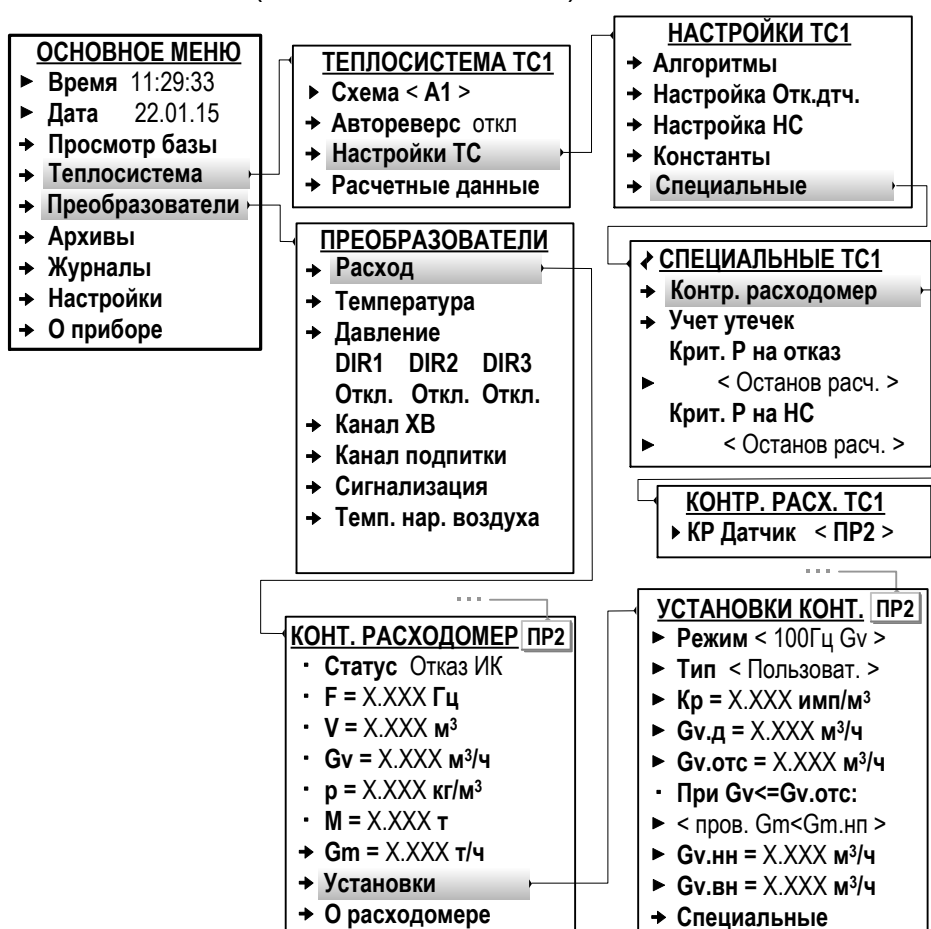 ОСНОВНОЕ МЕНЮ
Время 11:29:33
Дата 22.01.15
Просмотр базы
Теплосистема
Преобразователи
Архивы
Журналы
Настройки
О приборе
ТЕПЛОСИСТЕМА ТС1
Схема < А1 >
Автореверс откл
Настройки ТС
Расчетные данные
НАСТРОЙКИ ТС1
Алгоритмы
Настройка Отк.дтч.
Настройка НС
Константы
Специальные
ПРЕОБРАЗОВАТЕЛИ
Расход
Температура
Давление
DIR1 DIR2 DIR3
Откл. Откл. Откл.
Канал ХВ
Канал подпитки
Сигнализация
Темп. нар. воздуха
СПЕЦИАЛЬНЫЕ ТС1
Контр. расходомер
Учет утечек
Крит. Р на отказ
< Останов расч. >
Крит. Р на НС
< Останов расч. >
КОНТР. РАСХ. ТС1
КР Датчик < ПР2 >
КОНТ. РАСХОДОМЕР ПР2
Статус Отказ ИК
F = X.XXX Гц
V = X.XXX м³
Gv = X.XXX м³/ч
p = X.XXX кг/м³
M = X.XXX т
Gm = X.XXX т/ч
Установки
О расходомере
УСТАНОВКИ КОНТ. ПР2
Режим < 100Гц Gv >
Тип < Пользоват. >
Кр = X.XXX имп/м³
Gv.д = X.XXX м³/ч
Gv.отс = X.XXX м³/ч
При Gv<=Gv.отс:
< пров. Gm<Gm.нп >
Gv.нн = X.XXX м³/ч
Gv.вн = X.XXX м³/ч
Специальные